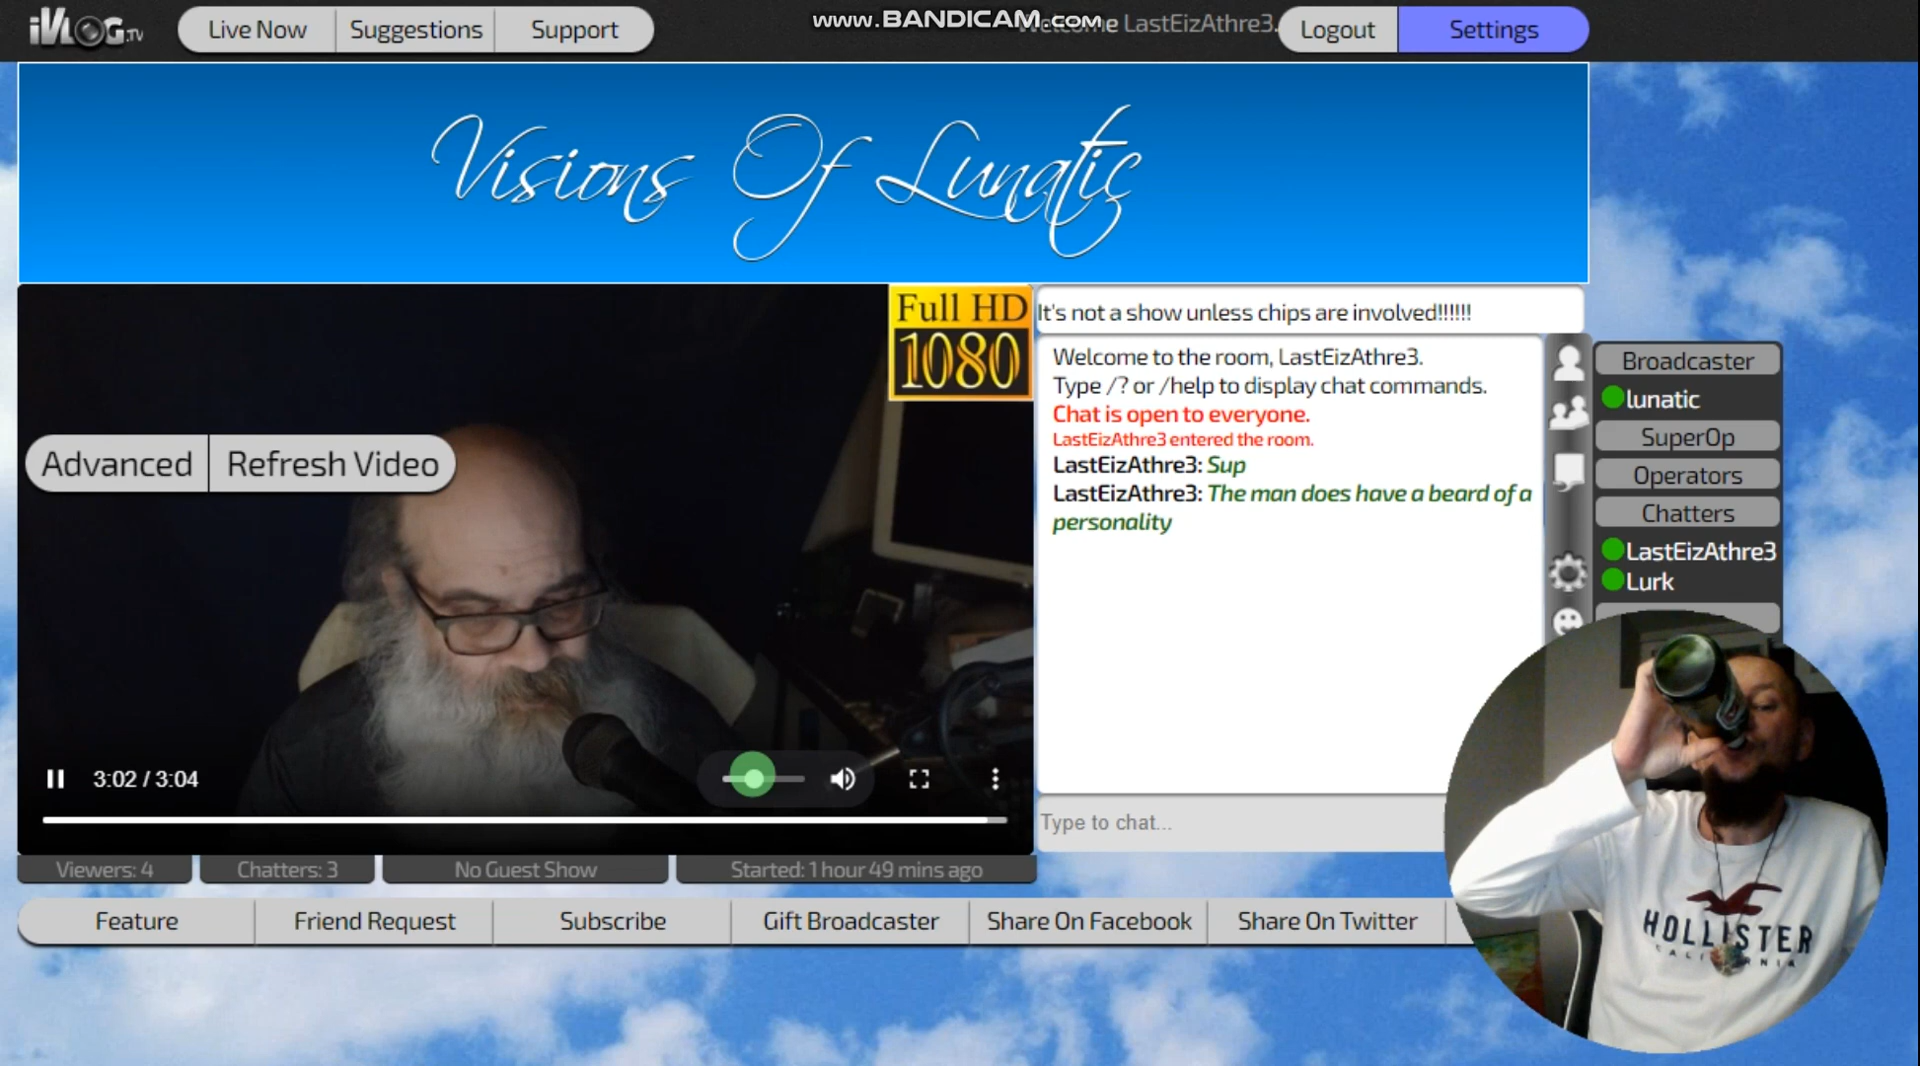 iVLOG.TV
Live Now
Suggestions
Support
www.BANDICAM.com
Welcome LastEizAthre3.
Logout
Settings
Visions Of Lunatic
Full HD
1080
It's not a show unless chips are involved!!!!!!
Welcome to the room, LastEizAthre3.
Type /? or /help to display chat commands.
Chat is open to everyone.
LastEizAthre3 entered the room.
LastEizAthre3: Sup
LastEizAthre3: The man does have a beard of a
personality
Broadcaster
lunatic
SuperOp
Operators
Chatters
LastEizAthre3
Lurk
Advanced
Refresh Video
3:02 / 3:04
Type to chat...
Viewers: 4
Chatters: 3
No Guest Show
Started: 1 hour 49 mins ago
Feature
Friend Request
Subscribe
Gift Broadcaster
Share On Facebook
Share On Twitter
HOLLISTER
CALIFORNIA